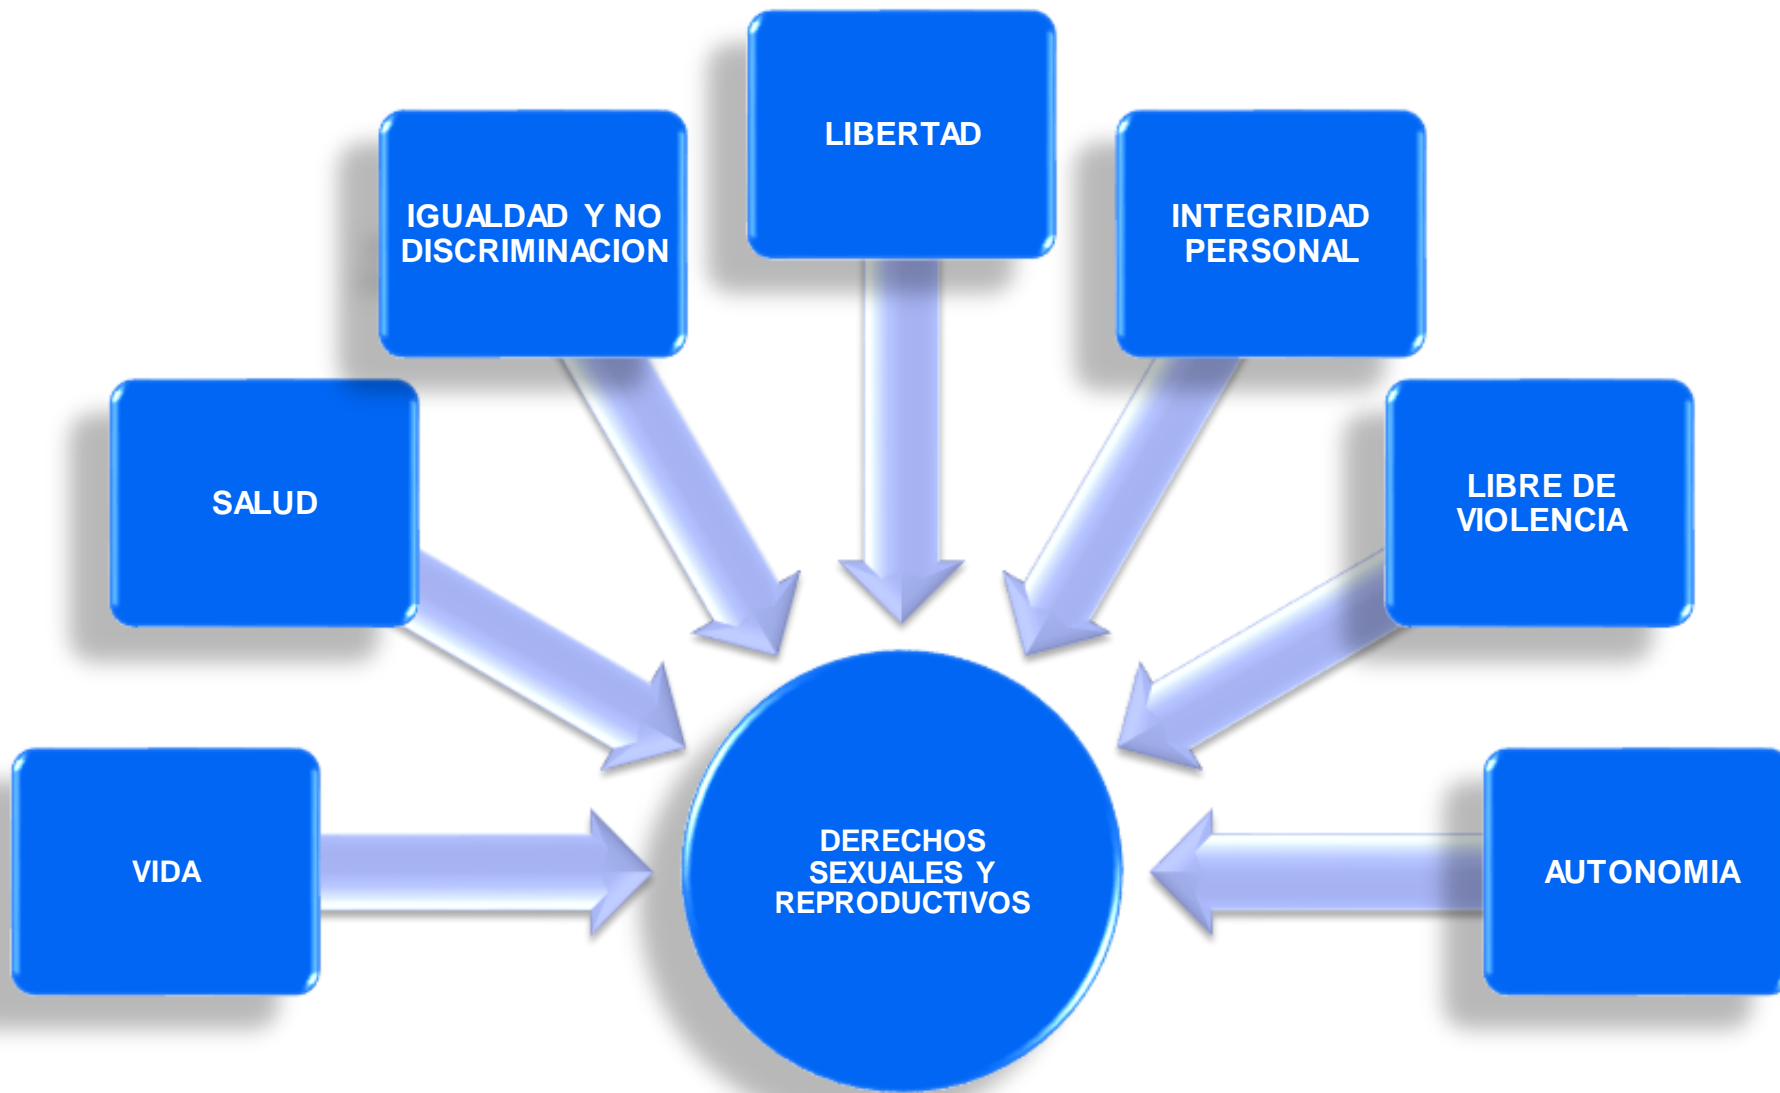 LIBERTAD
IGUALDAD Y NO
DISCRIMINACION
INTEGRIDAD
PERSONAL
SALUD
LIBRE DE
VIOLENCIA
VIDA
DERECHOS
SEXUALES Y
REPRODUCTIVOS
AUTONOMIA